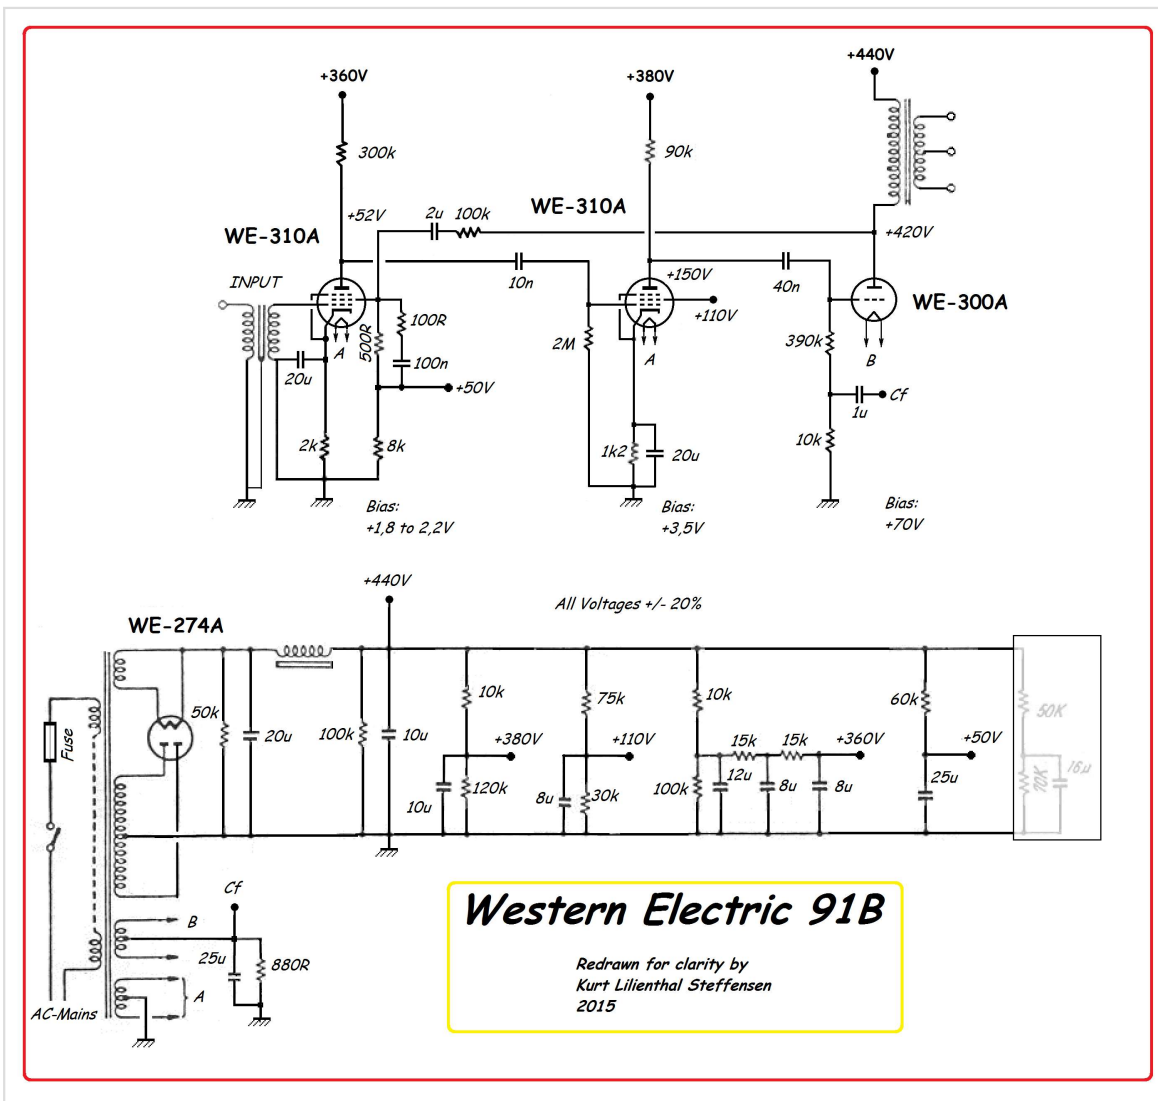 +360V
+380V
+440V
300k
90k
+52V
2u
100k
WE-310A
WE-310A
+420V
INPUT
10n
+150V
40n
+110V
WE-300A
A
500R
100R
100n
20u
+50V
2M
A
390k
B
Cf
1u
2k
8k
1k2
20u
10k
Bias:
+1,8 to 2,2V
Bias:
+3,5V
Bias:
+70V
+440V
All Voltages +/- 20%
WE-274A
Fuse
50k
20u
100k
10u
10k
+380V
10u
120k
75k
+110V
8u
30k
10k
15k
15k
+360V
100k
12u
8u
8u
60k
+50V
25u
50K
70K
16µ
Cf
B
25u
880R
A
AC-Mains
Western Electric 91B
Redrawn for clarity by
Kurt Lilienthal Steffensen
2015